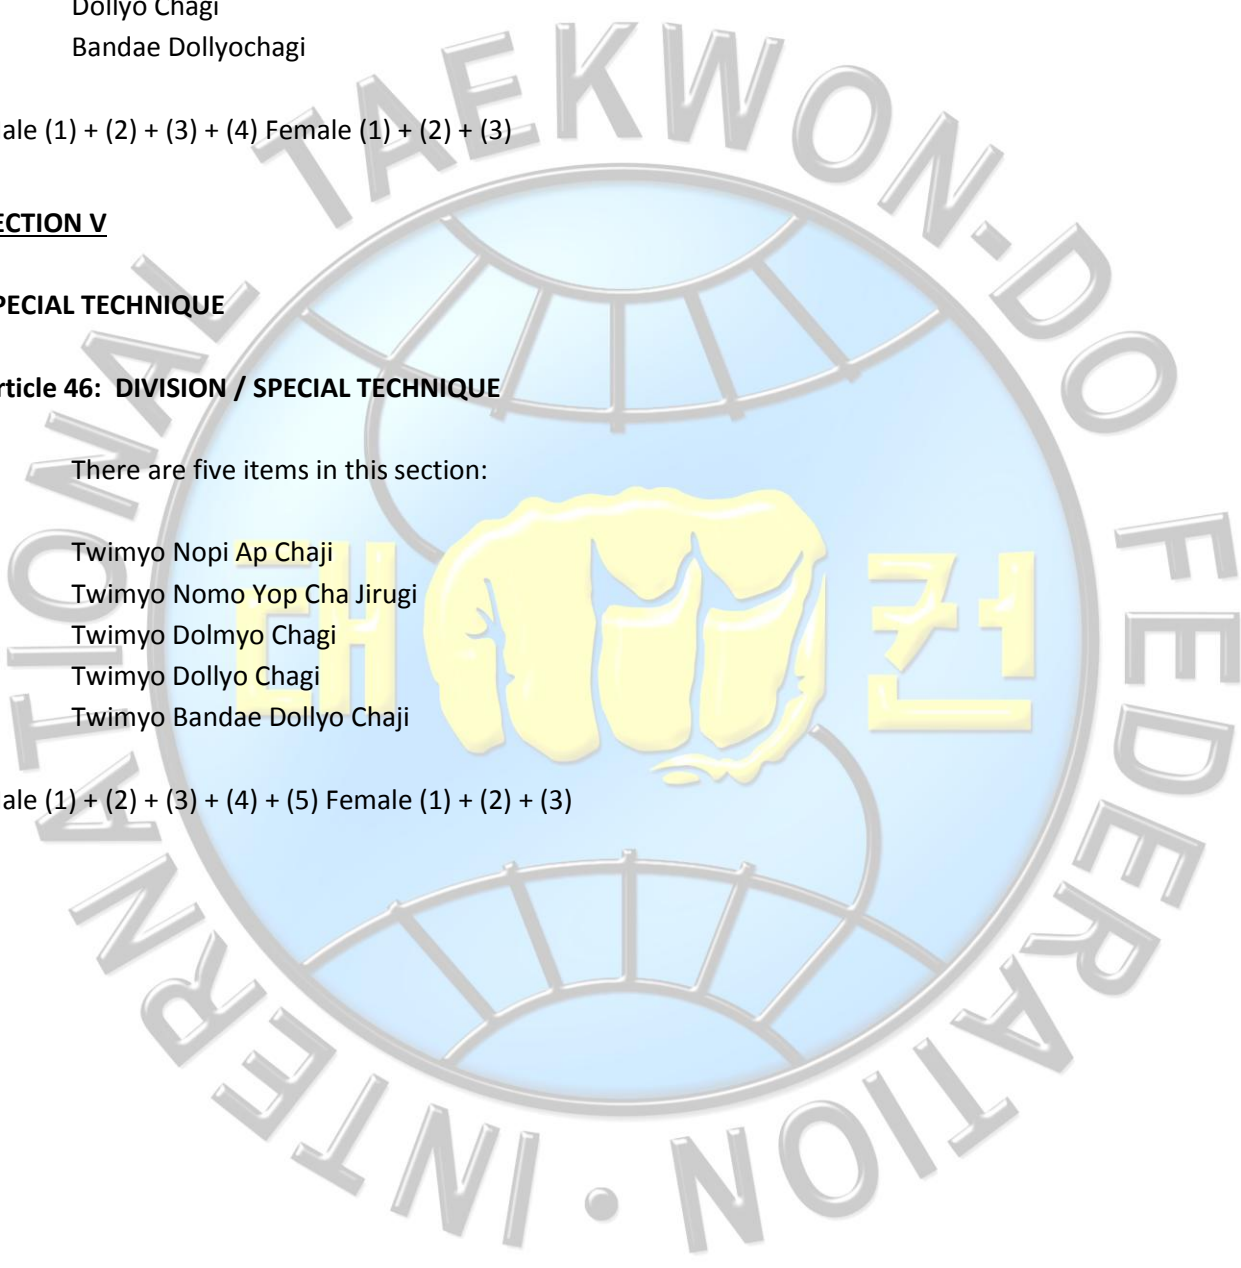 Dollyo Chagi
Bandae Dollyochagi
ale (1) + (2) + (3) + (4) Female (1) + (2) + (3)
ECTION V
PECIAL TECHNIQUE
rticle 46: DIVISION / SPECIAL TECHNIQUE
There are five items in this section:
Twimyo Nopi Ap Chaji
Twimyo Nomo Yop Cha Jirugi
Twimyo Dolmyo Chagi
Twimyo Dollyo Chagi
Twimyo Bandae Dollyo Chaji
ale (1) + (2) + (3) + (4) + (5) Female (1) + (2) + (3)
INTERNATIONAL TAEKWON-DO FEDERATION
태 권